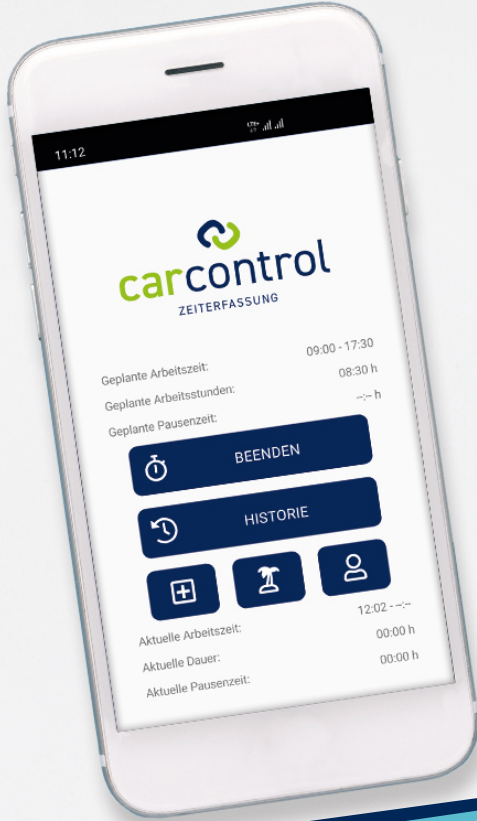 11:12
carcontrol
ZEITERFASSUNG
Geplante Arbeitszeit: 09:00 - 17:30
Geplante Arbeitsstunden: 08:30 h
Geplante Pausenzeit: --:-- h
BEENDEN
HISTORIE
Aktuelle Arbeitszeit: 12:02 - --:--
Aktuelle Dauer: 00:00 h
Aktuelle Pausenzeit: 00:00 h